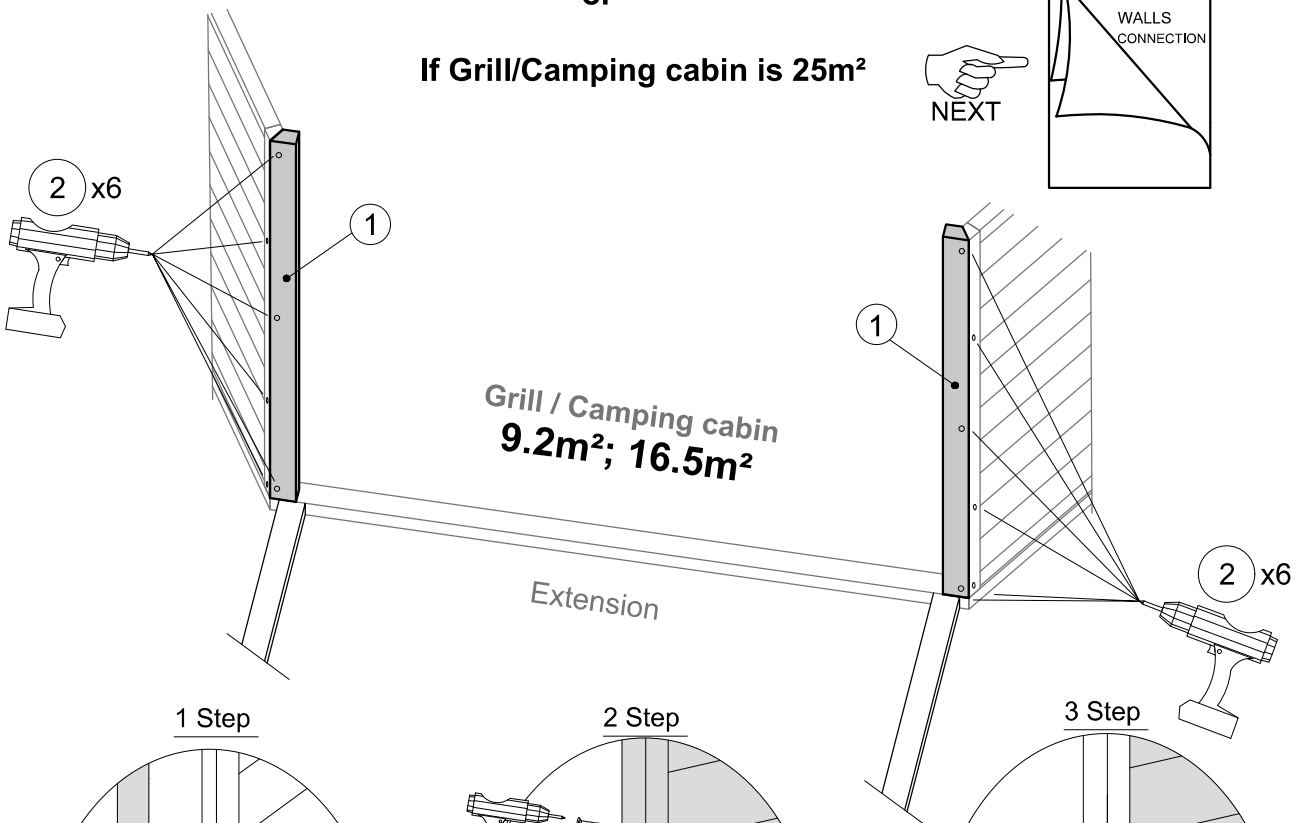 If Grill/Camping cabin is 25m²
NEXT
WALLS
CONNECTION
2 x6
1
1
Grill / Camping cabin
9.2m²; 16.5m²
Extension
2 x6
1 Step
2 Step
3 Step